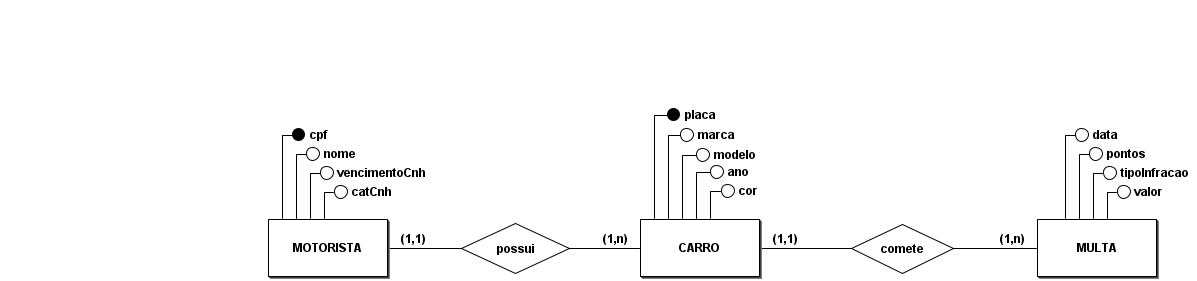 placa
cpf
marca
data
nome
modelo
pontos
vencimentoCnh
ano
tipoInfracao
catCnh
cor
valor
MOTORISTA
(1,1)
possui
(1,n)
CARRO
(1,1)
comete
(1,n)
MULTA